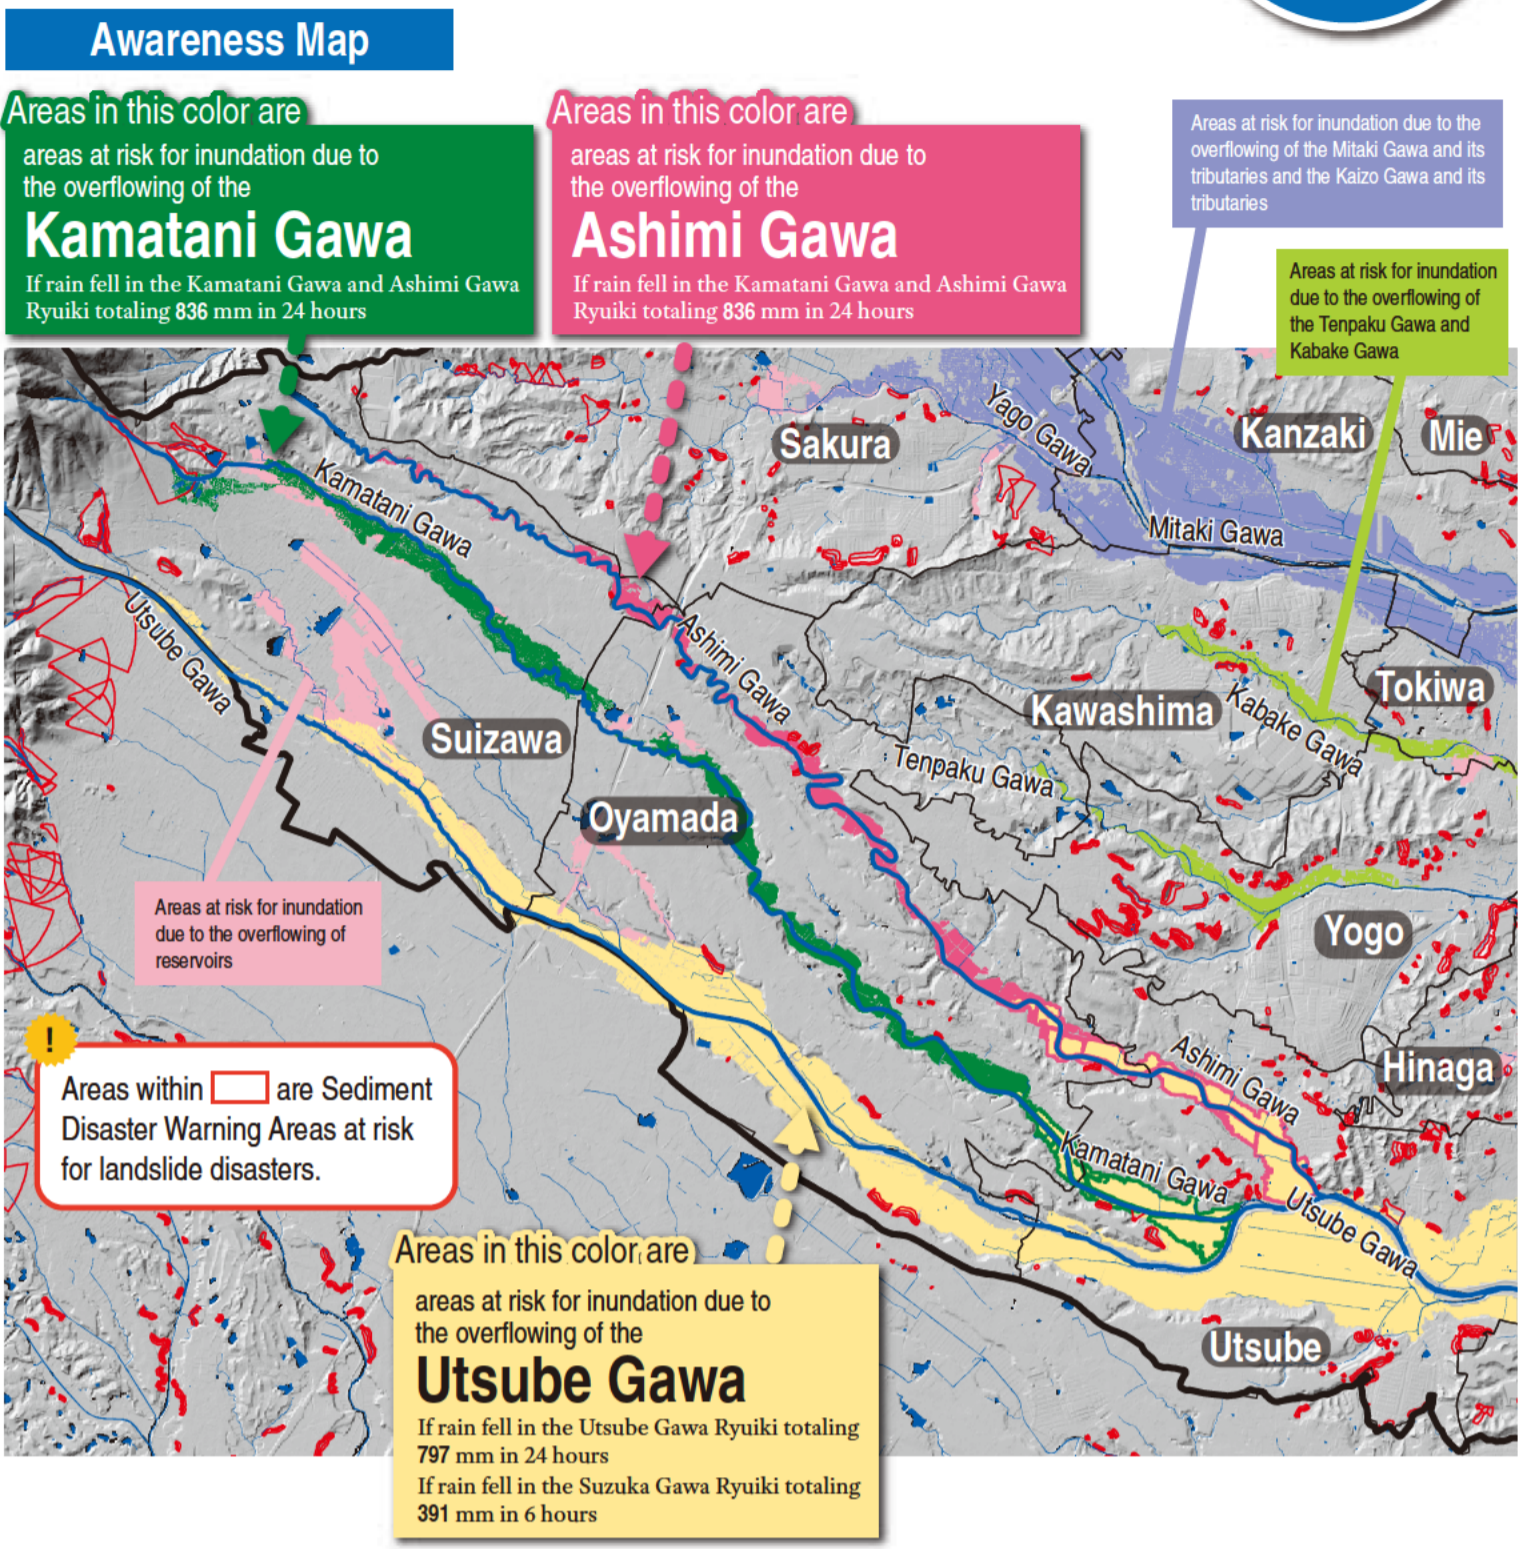 Awareness Map
Areas in this color are
areas at risk for inundation due to
the overflowing of the
Kamatani Gawa
If rain fell in the Kamatani Gawa and Ashimi Gawa
Ryuiki totaling 836 mm in 24 hours
Areas in this color are
areas at risk for inundation due to
the overflowing of the
Ashimi Gawa
If rain fell in the Kamatani Gawa and Ashimi Gawa
Ryuiki totaling 836 mm in 24 hours
Areas at risk for inundation due to the
overflowing of the Mitaki Gawa and its
tributaries and the Kaizo Gawa and its
tributaries
Areas at risk for inundation
due to the overflowing of
the Tenpaku Gawa and
Kabake Gawa
Yago Gawa
Sakura
Kanzaki
Mie
Kamatani Gawa
Mitaki Gawa
Utsube Gawa
Ashimi Gawa
Tokiwa
Kawashima
Kabake Gawa
Suizawa
Tenpaku Gawa
Oyamada
Yogo
Areas at risk for inundation
due to the overflowing of
reservoirs
!
Areas within are Sediment
Disaster Warning Areas at risk
for landslide disasters.
Ashimi Gawa
Hinaga
Kamatani Gawa
Utsube Gawa
Utsube
Areas in this color are
areas at risk for inundation due to
the overflowing of the
Utsube Gawa
If rain fell in the Utsube Gawa Ryuiki totaling
797 mm in 24 hours
If rain fell in the Suzuka Gawa Ryuiki totaling
391 mm in 6 hours